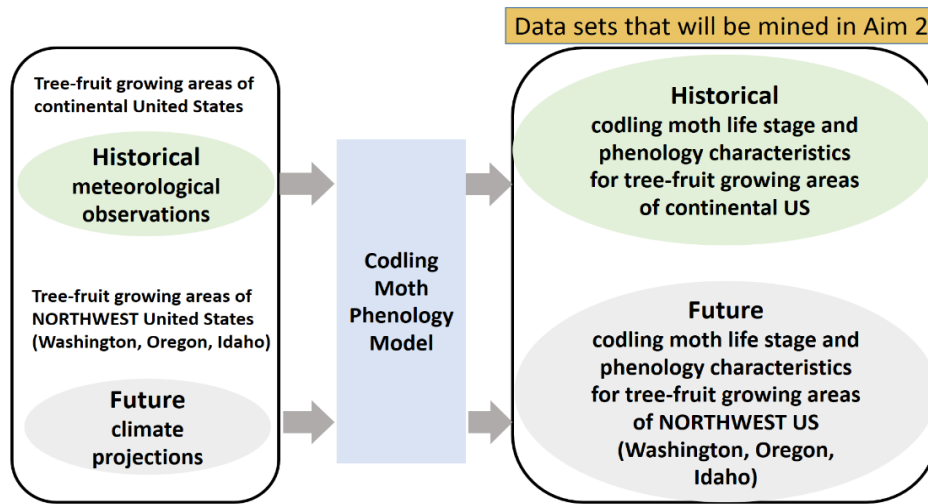 Data sets that will be mined in Aim 2
Tree-fruit growing areas of
continental United States
Historical
meteorological
observations
Tree-fruit growing areas of
NORTHWEST United States
(Washington, Oregon, Idaho)
Future
climate
projections
Codling
Moth
Phenology
Model
Historical
codling moth life stage and
phenology characteristics
for tree-fruit growing areas
of continental US
Future
codling moth life stage and
phenology characteristics
for tree-fruit growing areas
of NORTHWEST US
(Washington, Oregon,
Idaho)